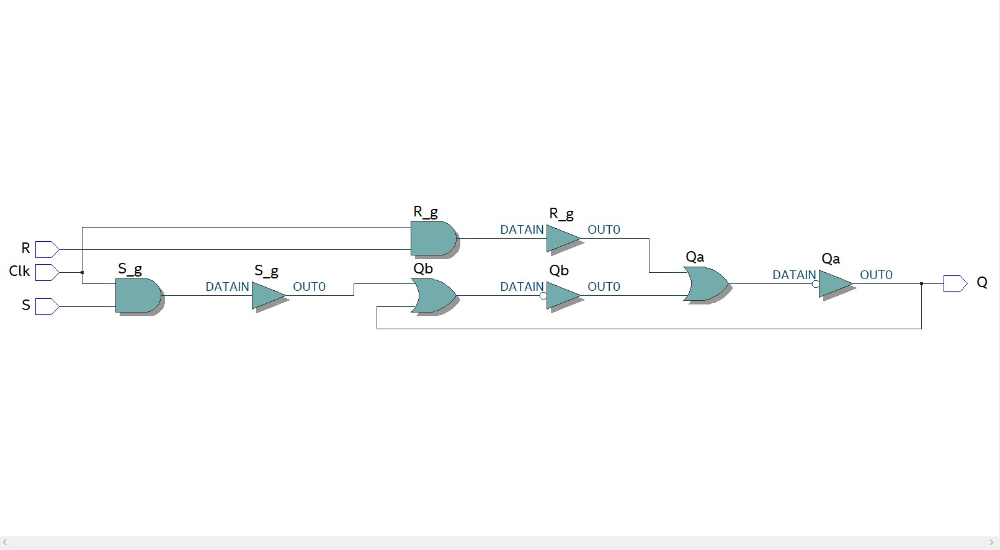 R_g
R_g
DATAIN
OUT0
R
Clk
S
S_g
S_g
DATAIN
OUT0
Qb
Qb
DATAIN
OUT0
Qa
Qa
DATAIN
OUT0
Q